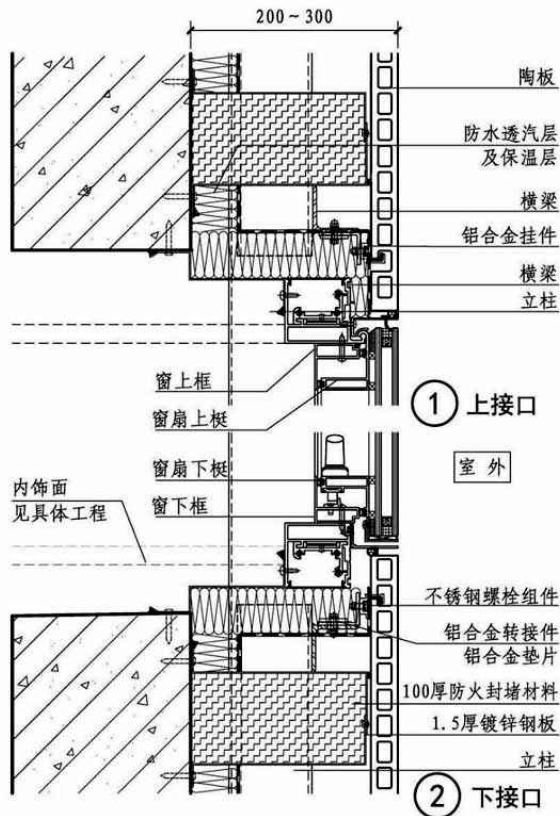 200～300
陶板
防水透汽层
及保温层
横梁
铝合金挂件
横梁
立柱
窗上框
窗扇上梃
1 上接口
窗扇下梃
室外
内饰面
见具体工程
窗下框
不锈钢螺栓组件
铝合金转接件
铝合金垫片
100厚防火封堵材料
1.5厚镀锌钢板
立柱
2 下接口